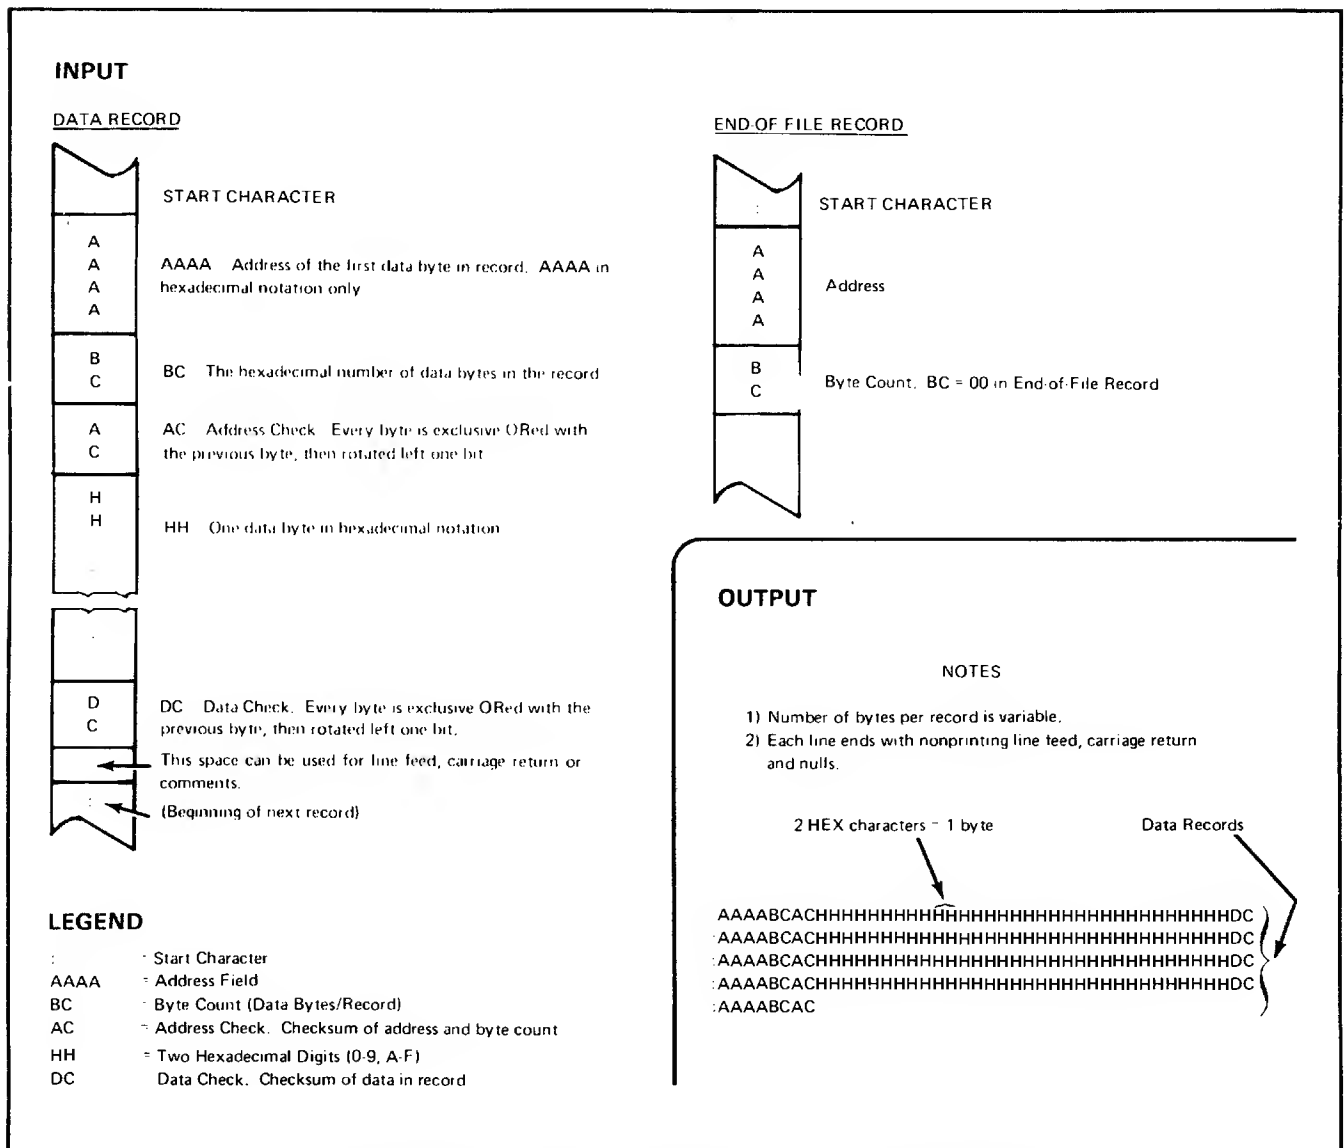 INPUT
DATA RECORD
START CHARACTER
A
A
A
A
AAAA Address of the first data byte in record. AAAA in
hexadecimal notation only
B
C
BC The hexadecimal number of data bytes in the record
A
C
AC Address Check Every byte is exclusive ORed with
the previous byte, then rotated left one bit
H
H
HH One data byte in hexadecimal notation
D
C
DC Data Check. Every byte is exclusive ORed with the
previous byte, then rotated left one bit.
This space can be used for line feed, carriage return or
comments.
:
(Beginning of next record)
LEGEND
: - Start Character
AAAA = Address Field
BC - Byte Count (Data Bytes/Record)
AC = Address Check. Checksum of address and byte count
HH = Two Hexadecimal Digits (0-9, A-F)
DC Data Check. Checksum of data in record
END-OF FILE RECORD
: START CHARACTER
A
A
A
A
Address
B
C
Byte Count. BC = 00 in End-of-File Record
OUTPUT
NOTES
1) Number of bytes per record is variable.
2) Each line ends with nonprinting line feed, carriage return
and nulls.
2 HEX characters = 1 byte
Data Records
AAAABCACHHHHHHHHHHHHHHHHHHHHHHHHHHHHHHHHDC
:AAAABCACHHHHHHHHHHHHHHHHHHHHHHHHHHHHHHHHDC
:AAAABCACHHHHHHHHHHHHHHHHHHHHHHHHHHHHHHHHDC
:AAAABCACHHHHHHHHHHHHHHHHHHHHHHHHHHHHHHHHDC
:AAAABCAC